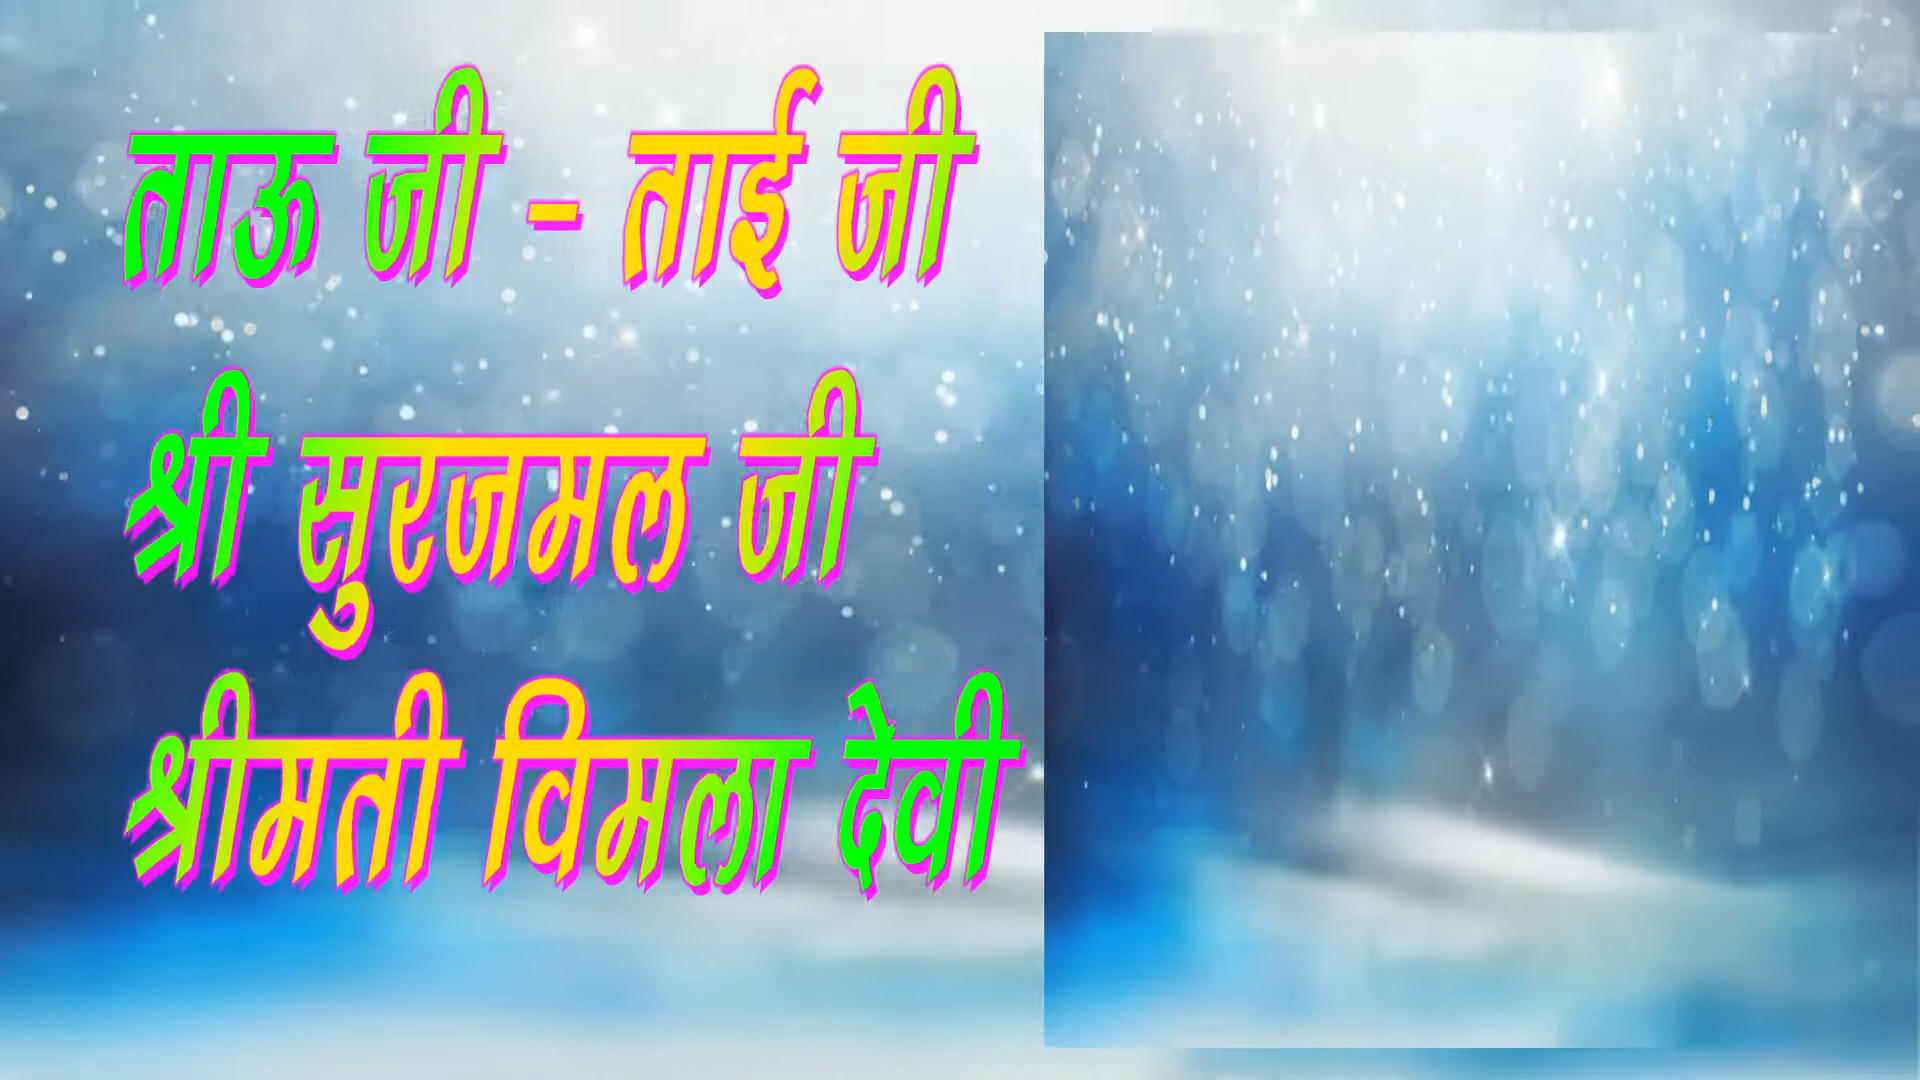 ताऊ जी - ताई जी
श्री सुरजमल जी
श्रीमती विमला देवी